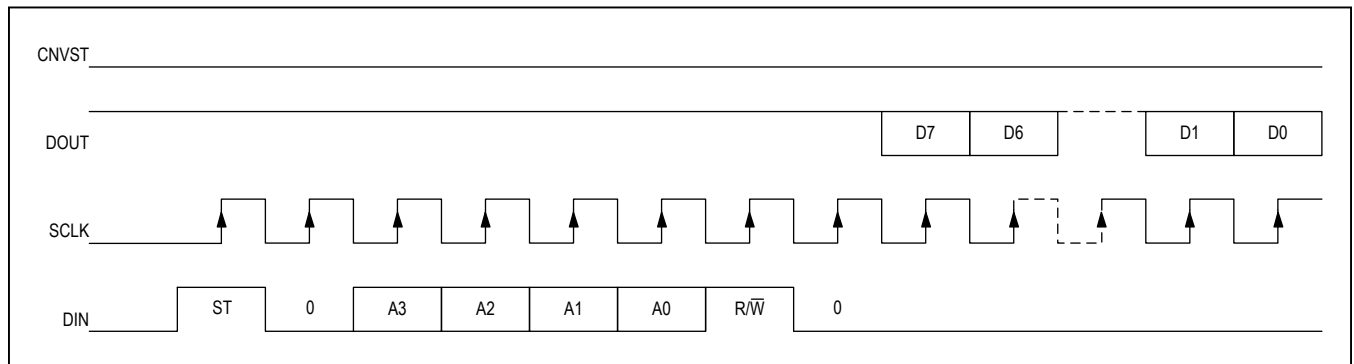 CNVST
DOUT D7 D6 D1 D0
SCLK
DIN ST 0 A3 A2 A1 A0 R/W̅ 0